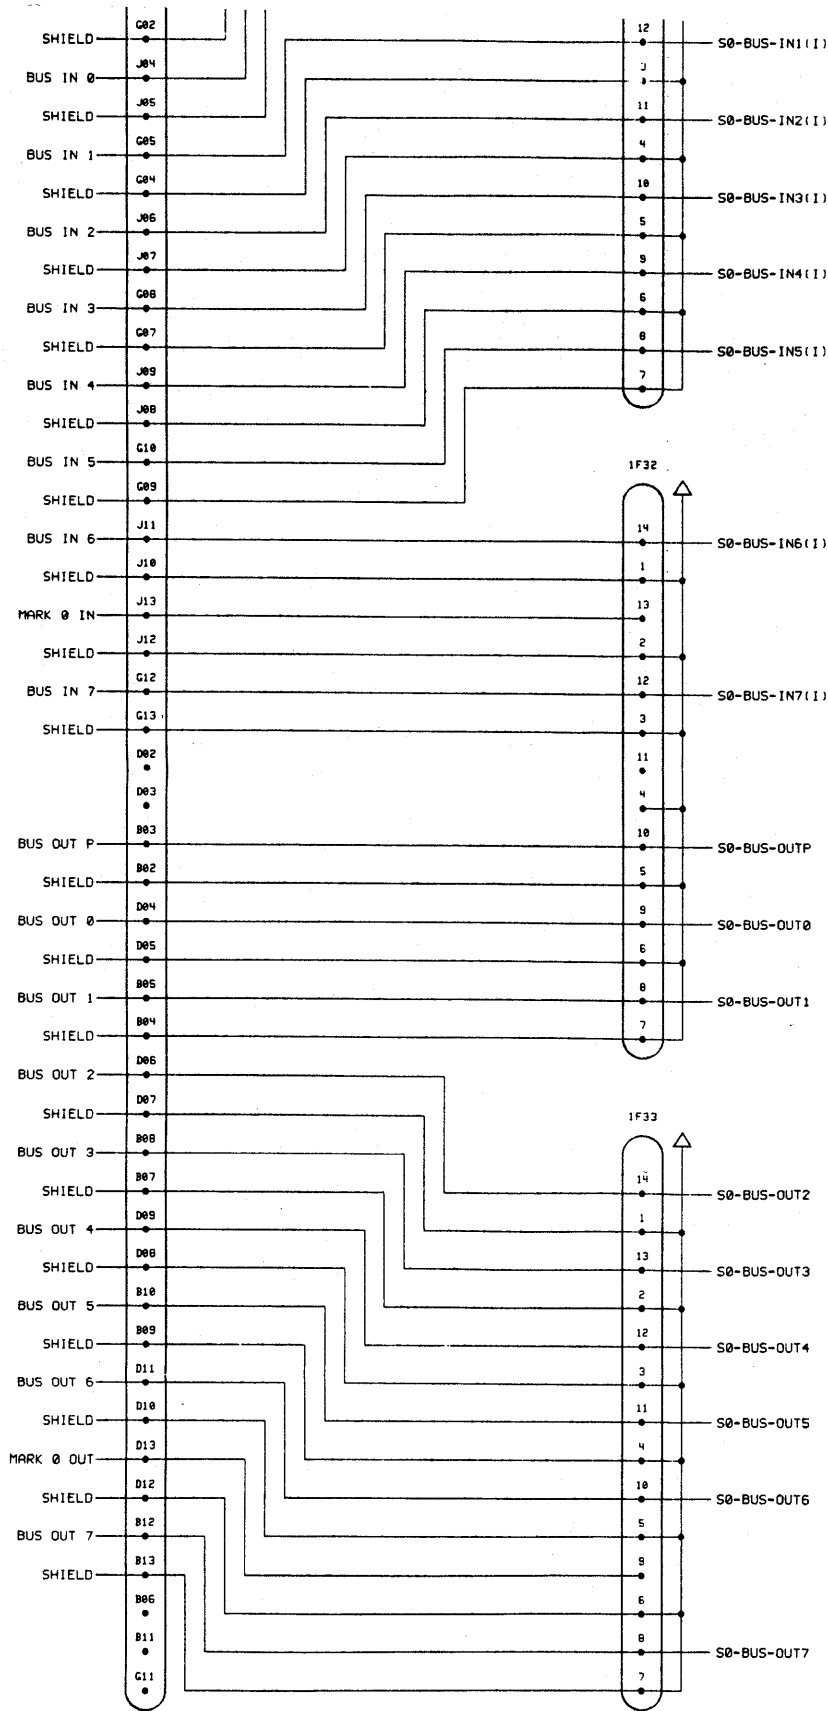 G02
SHIELD
12
S0-BUS-IN1(I)
J04
BUS IN 0
J05
SHIELD
11
S0-BUS-IN2(I)
G05
BUS IN 1
4
G04
SHIELD
10
S0-BUS-IN3(I)
J06
BUS IN 2
5
J07
SHIELD
9
S0-BUS-IN4(I)
G08
BUS IN 3
6
G07
SHIELD
8
S0-BUS-IN5(I)
J09
BUS IN 4
7
J08
SHIELD
G10
BUS IN 5
1F32
G09
SHIELD
J11
BUS IN 6
14
S0-BUS-IN6(I)
J10
SHIELD
1
J13
MARK 0 IN
13
J12
SHIELD
2
G12
BUS IN 7
12
S0-BUS-IN7(I)
G13
SHIELD
3
D02
11
D03
4
B03
BUS OUT P
10
S0-BUS-OUTP
B02
SHIELD
5
D04
BUS OUT 0
9
S0-BUS-OUT0
D05
SHIELD
6
B05
BUS OUT 1
8
S0-BUS-OUT1
B04
SHIELD
7
D06
BUS OUT 2
D07
SHIELD
1F33
B08
BUS OUT 3
B07
SHIELD
14
S0-BUS-OUT2
D09
BUS OUT 4
1
D08
SHIELD
13
S0-BUS-OUT3
B10
BUS OUT 5
2
B09
SHIELD
12
S0-BUS-OUT4
D11
BUS OUT 6
3
D10
SHIELD
11
S0-BUS-OUT5
D13
MARK 0 OUT
4
D12
SHIELD
10
S0-BUS-OUT6
B12
BUS OUT 7
5
B13
SHIELD
9
B06
6
B11
8
S0-BUS-OUT7
G11
7